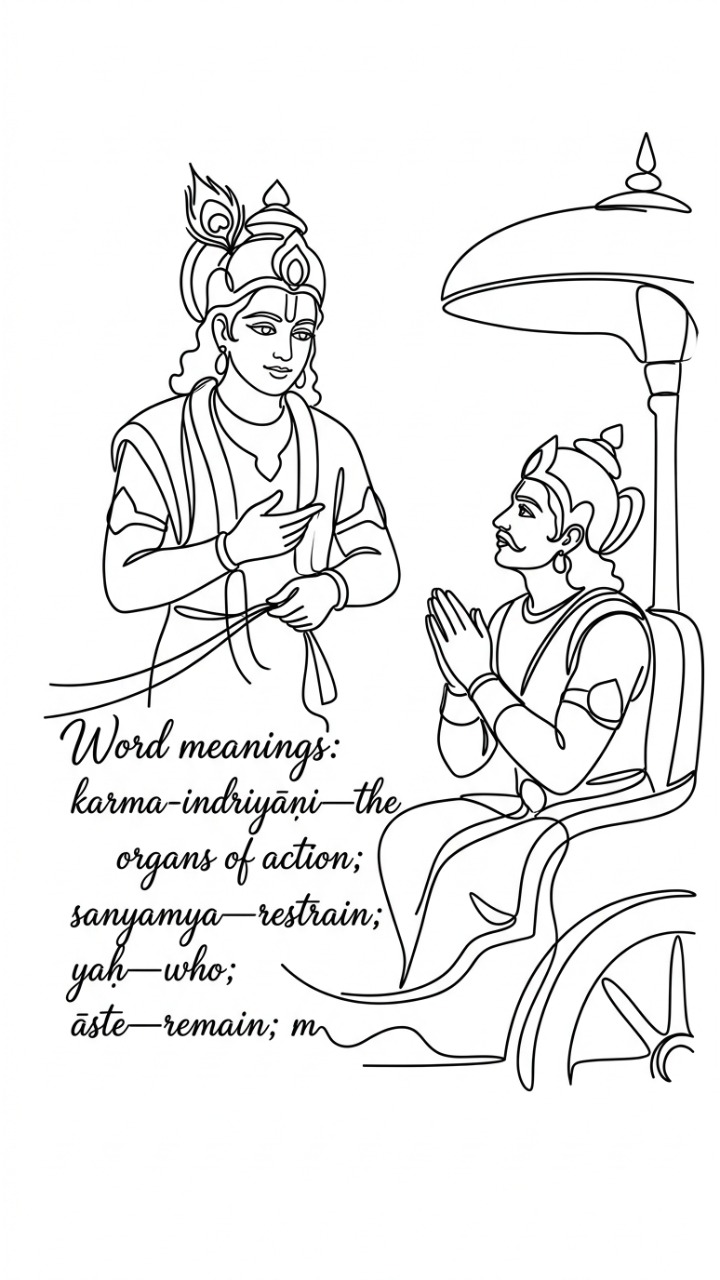 Word meanings:
karma-indriyāṇi—the
organs of action;
sanyamya—restrain;
yaḥ—who;
āste—remain; m